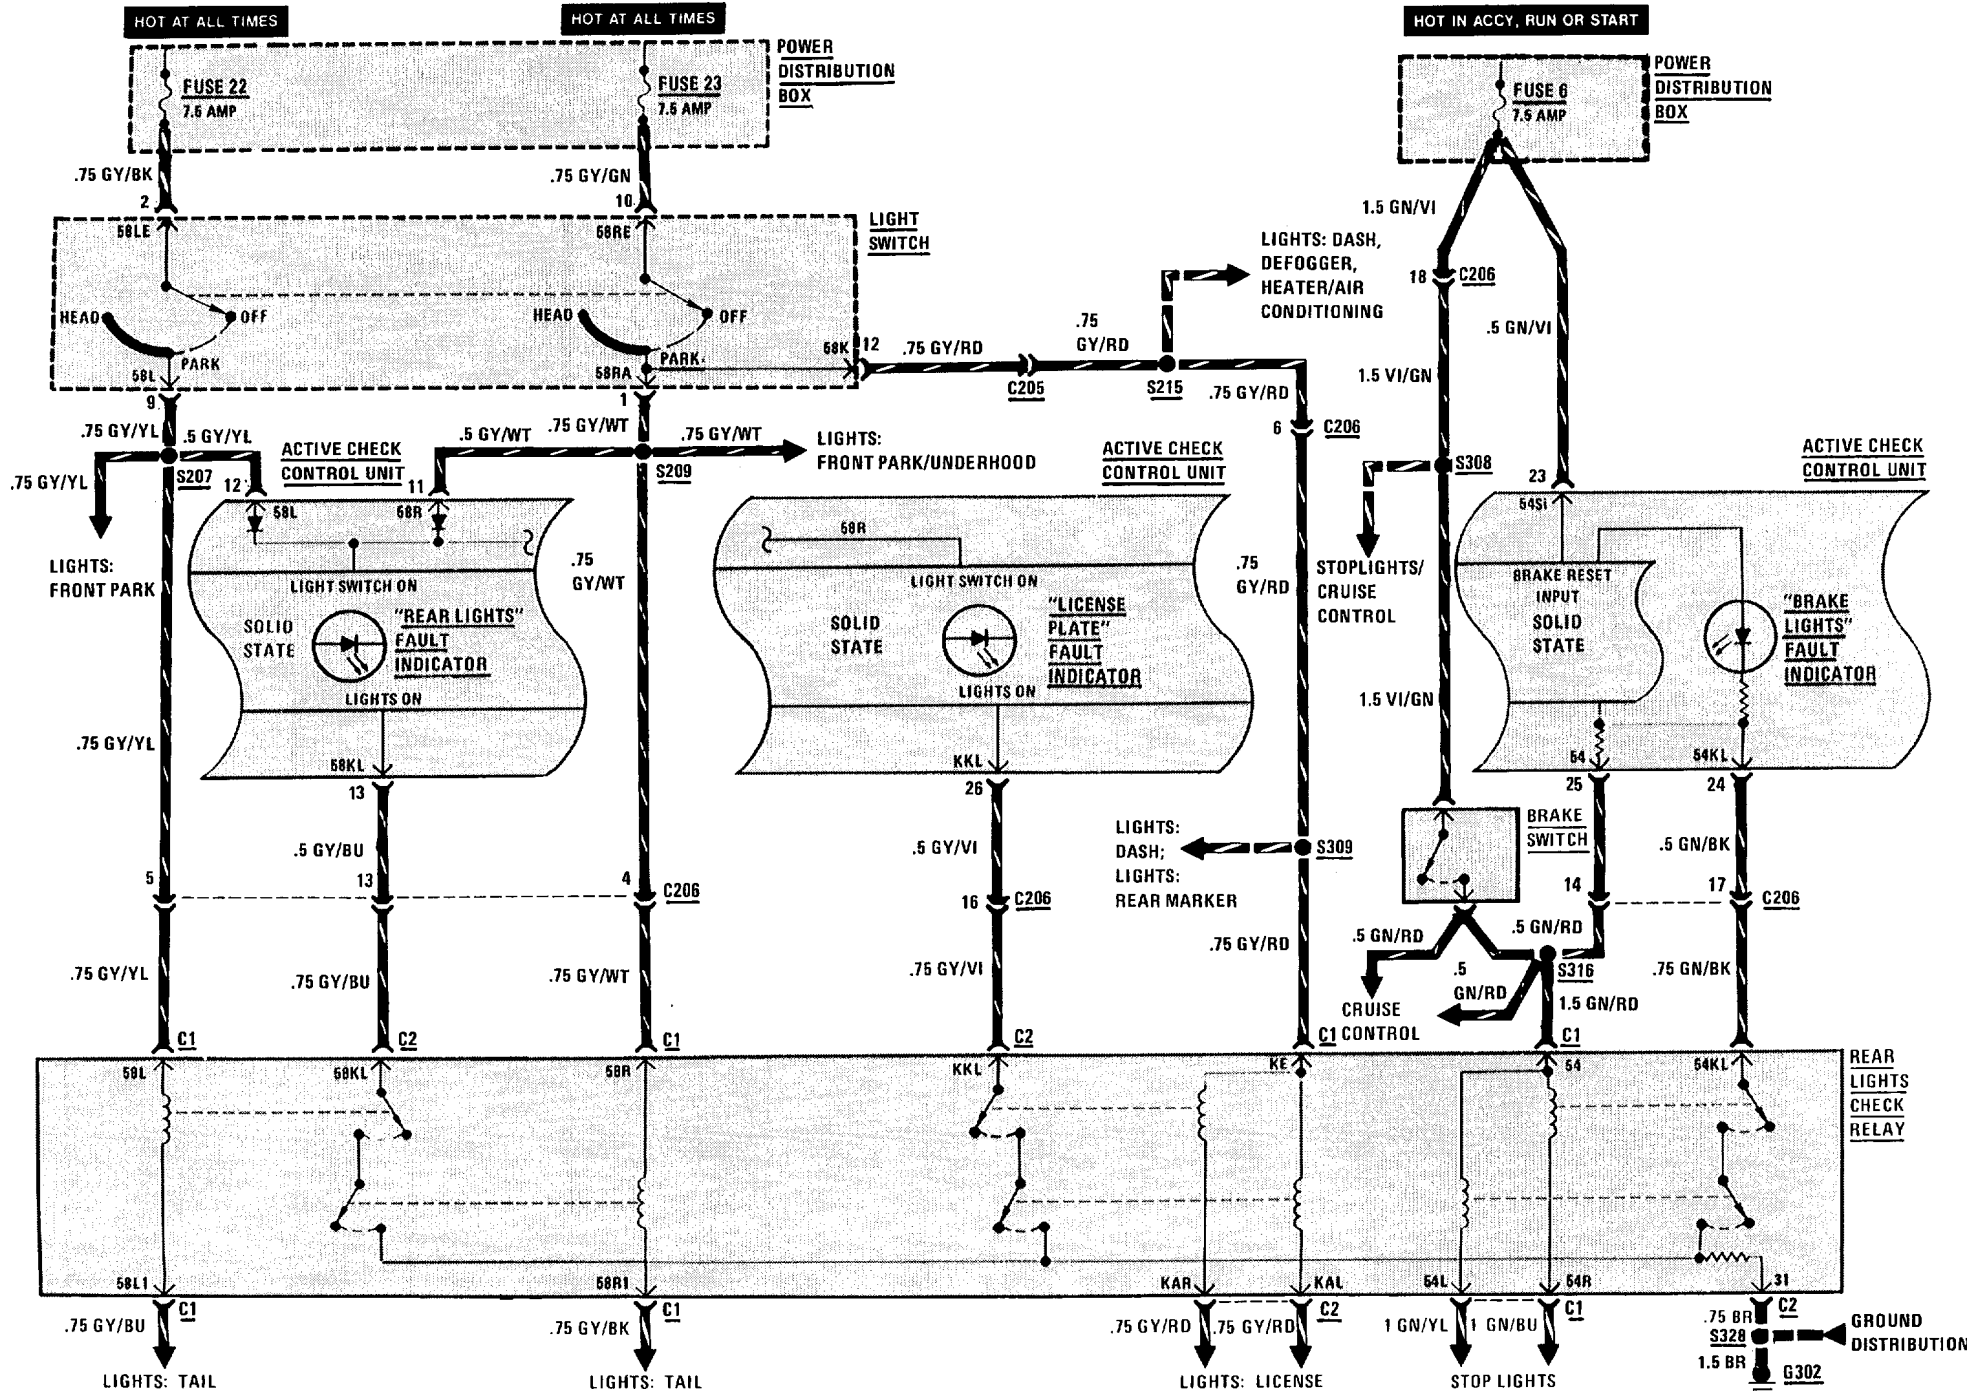 HOT AT ALL TIMES
HOT AT ALL TIMES
HOT IN ACCY, RUN OR START
POWER
DISTRIBUTION
BOX
FUSE 22
7.5 AMP
FUSE 23
7.5 AMP
POWER
DISTRIBUTION
BOX
FUSE 6
7.5 AMP
.75 GY/BK
2
.75 GY/GN
10
1.5 GN/VI
18
C206
.5 GN/VI
LIGHT
SWITCH
58LE
58RE
HEAD
OFF
PARK
58L
HEAD
OFF
PARK
58RA
58K
12
.75 GY/RD
C205
.75
GY/RD
S215
LIGHTS: DASH,
DEFOGGER,
HEATER/AIR
CONDITIONING
.75 GY/RD
6
C206
1.5 VI/GN
9
1
.75 GY/YL
.5 GY/YL
S207
.75 GY/YL
LIGHTS:
FRONT PARK
.5 GY/WT
.75 GY/WT
.75 GY/WT
S209
LIGHTS:
FRONT PARK/UNDERHOOD
ACTIVE CHECK
CONTROL UNIT
12
11
58L
58R
LIGHT SWITCH ON
SOLID
STATE
"REAR LIGHTS"
FAULT
INDICATOR
LIGHTS ON
58KL
.75
GY/WT
ACTIVE CHECK
CONTROL UNIT
58R
LIGHT SWITCH ON
SOLID
STATE
"LICENSE
PLATE"
FAULT
INDICATOR
LIGHTS ON
KKL
.75
GY/RD
S308
STOPLIGHTS/
CRUISE
CONTROL
1.5 VI/GN
ACTIVE CHECK
CONTROL UNIT
23
54Si
BRAKE RESET
INPUT
SOLID
STATE
"BRAKE
LIGHTS"
FAULT
INDICATOR
54
54KL
.75 GY/YL
13
26
25
24
.5 GY/BU
.5 GY/VI
LIGHTS:
DASH;
LIGHTS:
REAR MARKER
S309
BRAKE
SWITCH
.5 GN/BK
5
13
4
C206
16
C206
14
17
C206
.75 GY/YL
.75 GY/BU
.75 GY/WT
.75 GY/VI
.75 GY/RD
.5 GN/RD
CRUISE
CONTROL
.5
GN/RD
.5 GN/RD
S316
1.5 GN/RD
.75 GN/BK
C1
C2
C1
C2
C1
C1
58L
58KL
58R
KKL
KE
54
54KL
REAR
LIGHTS
CHECK
RELAY
58L1
58R1
KAR
KAL
54L
54R
31
C1
C1
C2
C1
C2
.75 GY/BU
.75 GY/BK
.75 GY/RD
.75 GY/RD
1 GN/YL
1 GN/BU
.75 BR
S328
1.5 BR
G302
GROUND
DISTRIBUTION
LIGHTS: TAIL
LIGHTS: TAIL
LIGHTS: LICENSE
STOP LIGHTS